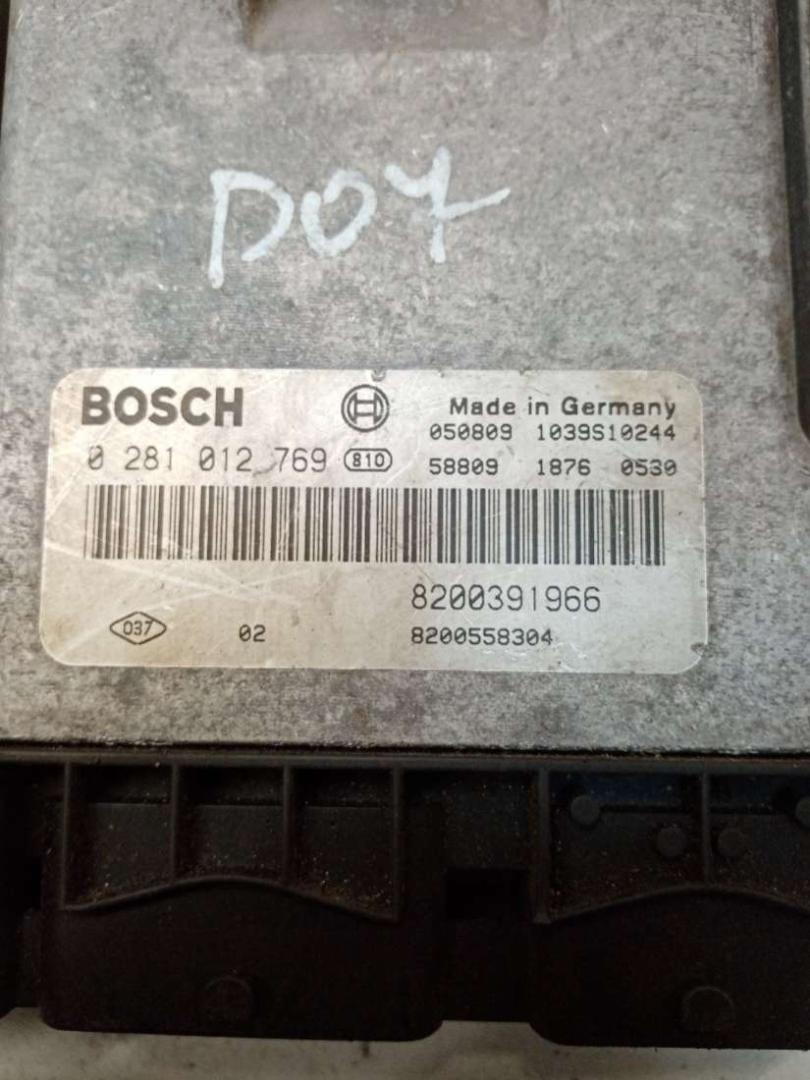 D07
BOSCH Made in Germany
050809 1039S10244
0 281 012 769 810 58809 1876 0530
8200391966
037 02 8200558304